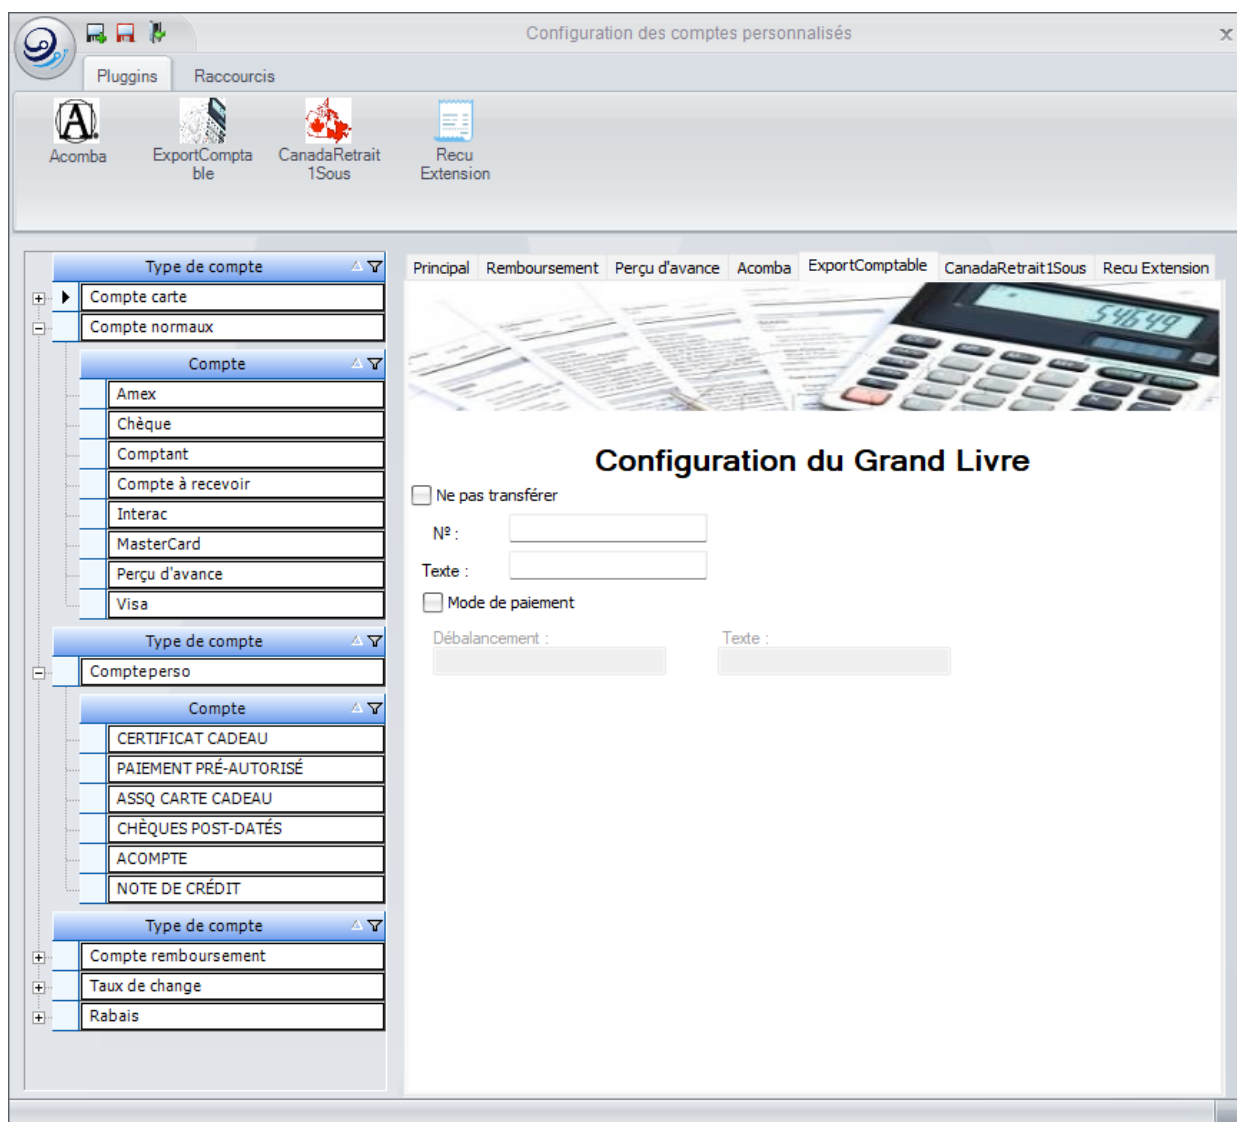 Configuration des comptes personnalisés
x
Pluggins Raccourcis
A.
Acomba
ExportCompta
ble
CanadaRetrait
1Sous
Recu
Extension
Type de compte
Compte carte
Compte normaux
Compte
Amex
Chèque
Comptant
Compte à recevoir
Interac
MasterCard
Perçu d'avance
Visa
Type de compte
Compteperso
Compte
CERTIFICAT CADEAU
PAIEMENT PRÉ-AUTORISÉ
ASSQ CARTE CADEAU
CHÈQUES POST-DATÉS
ACOMPTE
NOTE DE CRÉDIT
Type de compte
Compte remboursement
Taux de change
Rabais
Principal Remboursement Perçu d'avance Acomba ExportComptable CanadaRetrait1Sous Recu Extension
54649
Configuration du Grand Livre
Ne pas transférer
Nº :
Texte :
Mode de paiement
Débalancement : Texte :